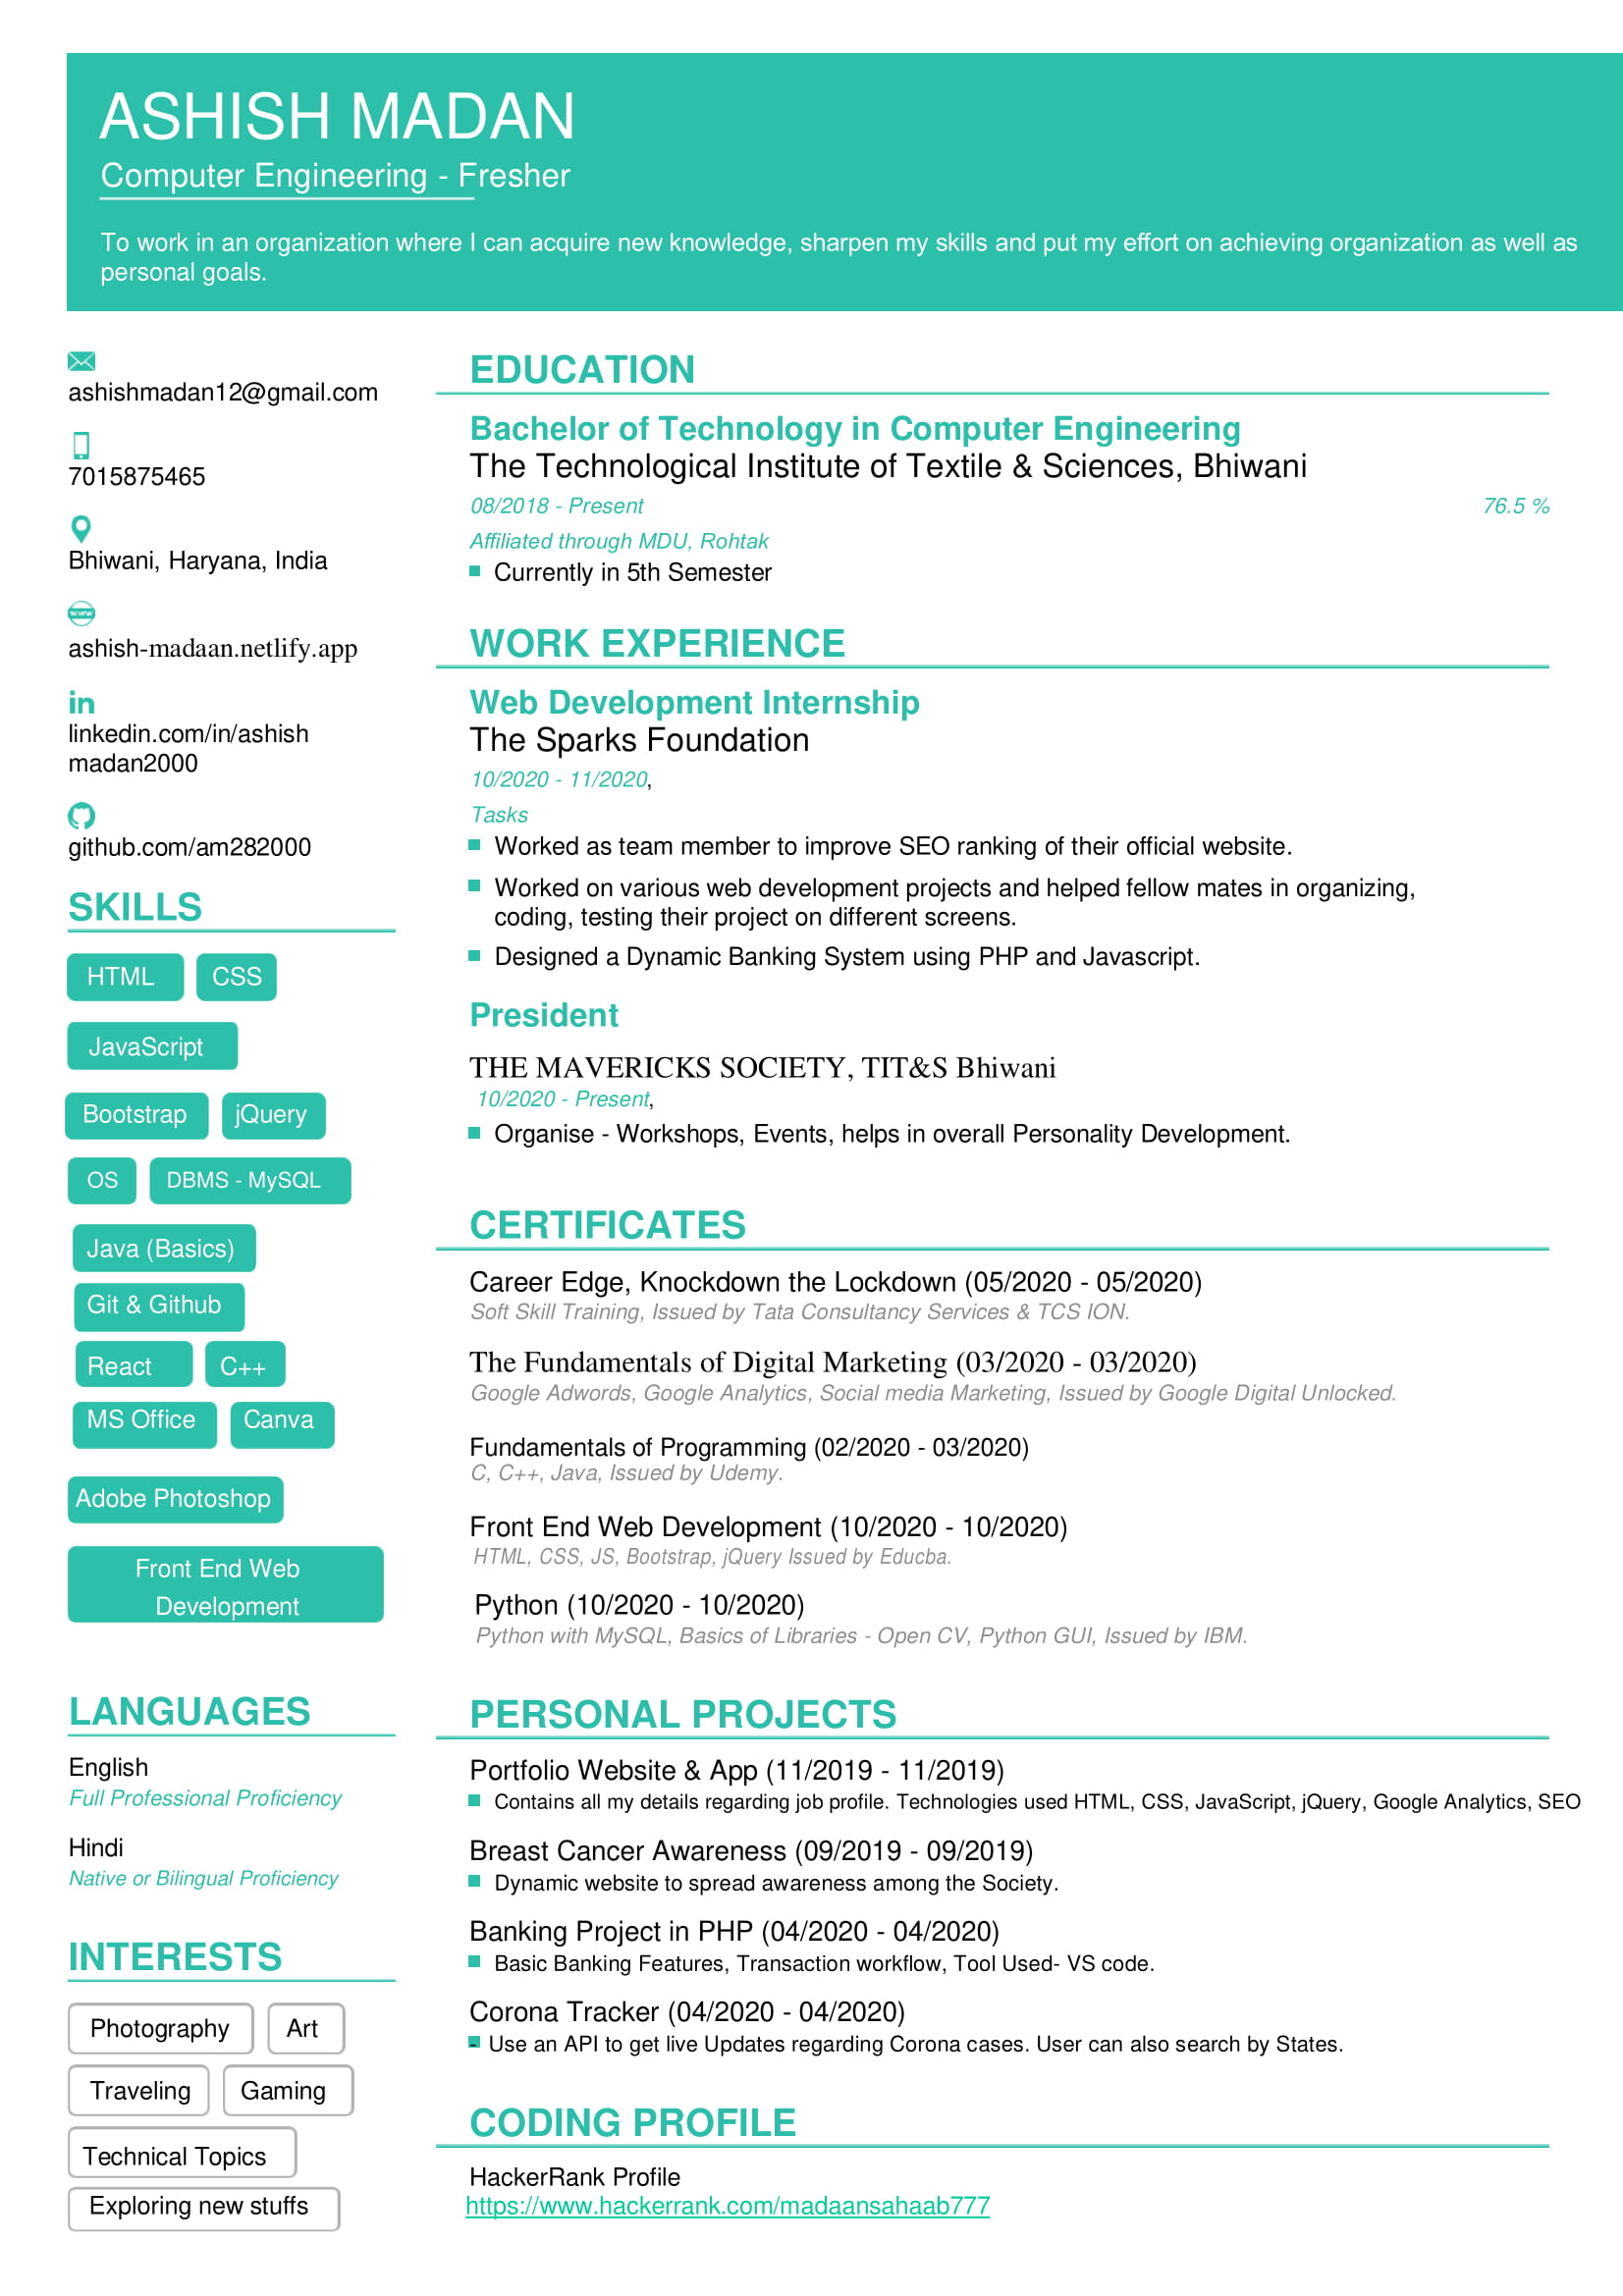 ASHISH MADAN
Computer Engineering - Fresher
To work in an organization where I can acquire new knowledge, sharpen my skills and put my effort on achieving organization as well as
personal goals.
ashishmadan12@gmail.com
7015875465
Bhiwani, Haryana, India
www
ashish-madaan.netlify.app
in
linkedin.com/in/ashish
madan2000
github.com/am282000
SKILLS
HTML CSS
JavaScript
Bootstrap jQuery
OS DBMS - MySQL
Java (Basics)
Git & Github
React C++
MS Office Canva
Adobe Photoshop
Front End Web
Development
LANGUAGES
English
Full Professional Proficiency
Hindi
Native or Bilingual Proficiency
INTERESTS
Photography Art
Traveling Gaming
Technical Topics
Exploring new stuffs
EDUCATION
Bachelor of Technology in Computer Engineering
The Technological Institute of Textile & Sciences, Bhiwani
08/2018 - Present 76.5 %
Affiliated through MDU, Rohtak
Currently in 5th Semester
WORK EXPERIENCE
Web Development Internship
The Sparks Foundation
10/2020 - 11/2020,
Tasks
Worked as team member to improve SEO ranking of their official website.
Worked on various web development projects and helped fellow mates in organizing,
coding, testing their project on different screens.
Designed a Dynamic Banking System using PHP and Javascript.
President
THE MAVERICKS SOCIETY, TIT&S Bhiwani
10/2020 - Present,
Organise - Workshops, Events, helps in overall Personality Development.
CERTIFICATES
Career Edge, Knockdown the Lockdown (05/2020 - 05/2020)
Soft Skill Training, Issued by Tata Consultancy Services & TCS ION.
The Fundamentals of Digital Marketing (03/2020 - 03/2020)
Google Adwords, Google Analytics, Social media Marketing, Issued by Google Digital Unlocked.
Fundamentals of Programming (02/2020 - 03/2020)
C, C++, Java, Issued by Udemy.
Front End Web Development (10/2020 - 10/2020)
HTML, CSS, JS, Bootstrap, jQuery Issued by Educba.
Python (10/2020 - 10/2020)
Python with MySQL, Basics of Libraries - Open CV, Python GUI, Issued by IBM.
PERSONAL PROJECTS
Portfolio Website & App (11/2019 - 11/2019)
Contains all my details regarding job profile. Technologies used HTML, CSS, JavaScript, jQuery, Google Analytics, SEO
Breast Cancer Awareness (09/2019 - 09/2019)
Dynamic website to spread awareness among the Society.
Banking Project in PHP (04/2020 - 04/2020)
Basic Banking Features, Transaction workflow, Tool Used- VS code.
Corona Tracker (04/2020 - 04/2020)
- Use an API to get live Updates regarding Corona cases. User can also search by States.
CODING PROFILE
HackerRank Profile
https://www.hackerrank.com/madaansahaab777